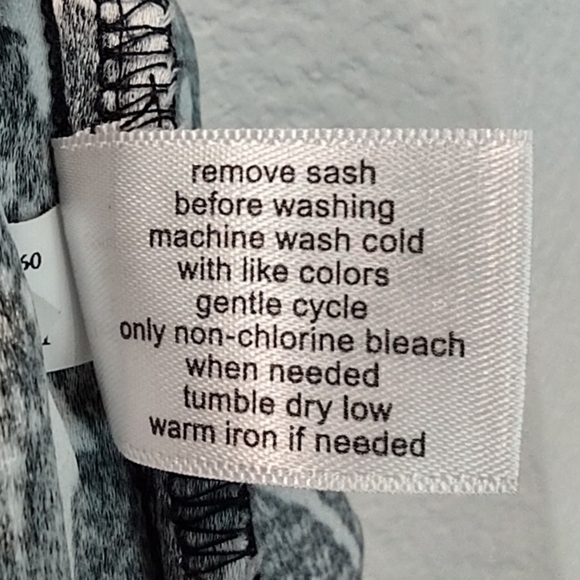 remove sash
before washing
machine wash cold
with like colors
gentle cycle
only non-chlorine bleach
when needed
tumble dry low
warm iron if needed